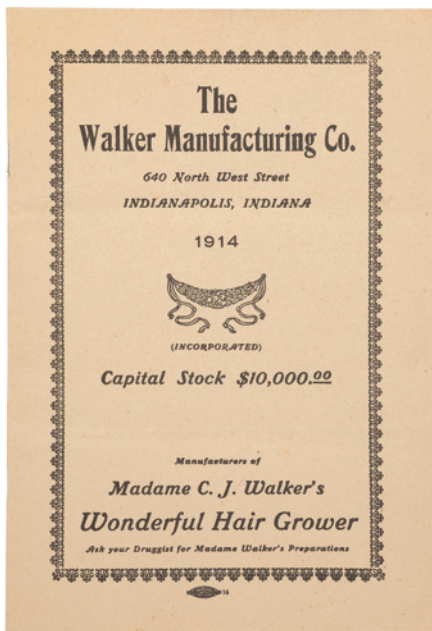 The
Walker Manufacturing Co.
640 North West Street
INDIANAPOLIS, INDIANA
1914
(INCORPORATED)
Capital Stock $10,000.00
Manufacturers of
Madame C. J. Walker's
Wonderful Hair Grower
Ask your Druggist for Madame Walker's Preparations
16